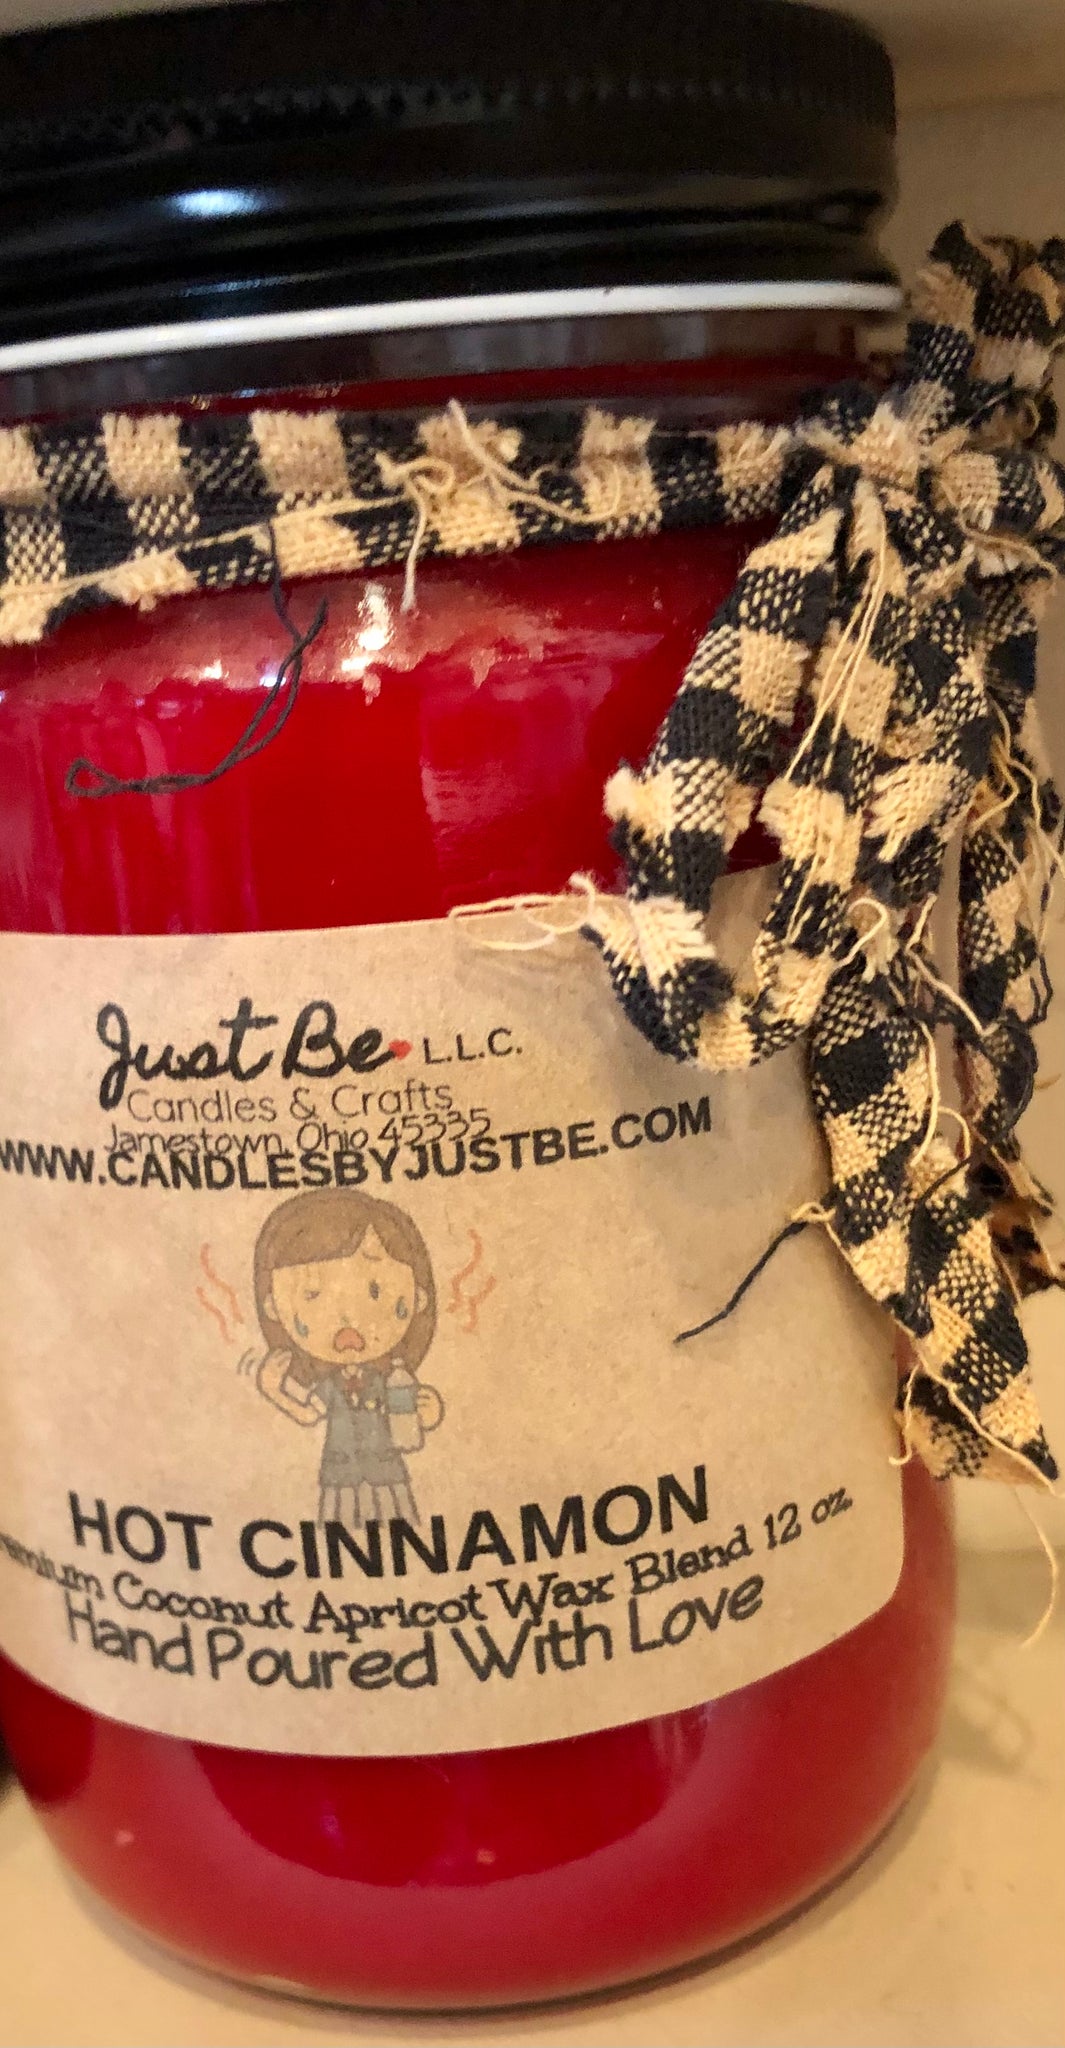 Just Be L.L.C.
Candles & Crafts
Jamestown, Ohio 45335
WWW.CANDLESBYJUSTBE.COM
HOT CINNAMON
Coconut Apricot Wax Blend 12 oz.
Hand Poured With Love